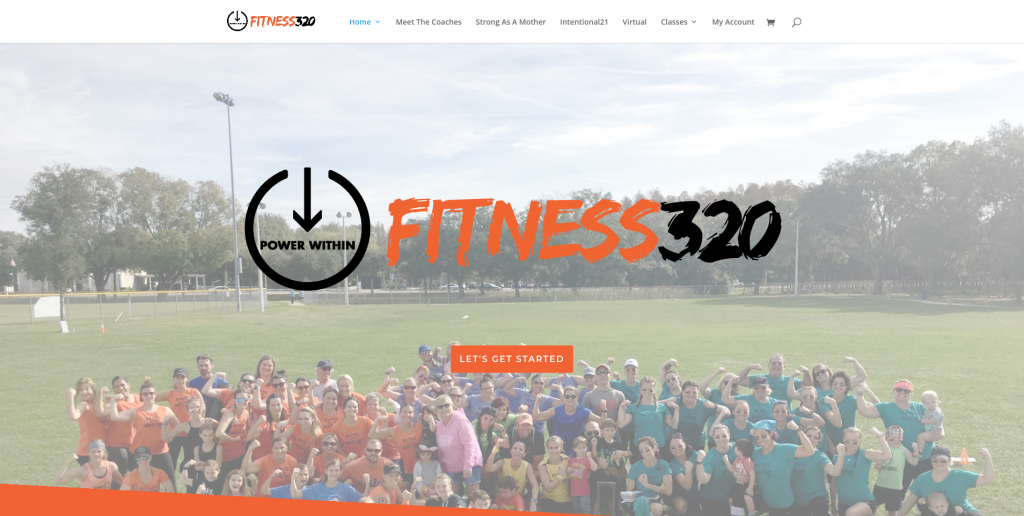 FITNESS320
Home
Meet The Coaches
Strong As A Mother
Intentional21
Virtual
Classes
My Account
POWER WITHIN
FITNESS320
LET'S GET STARTED